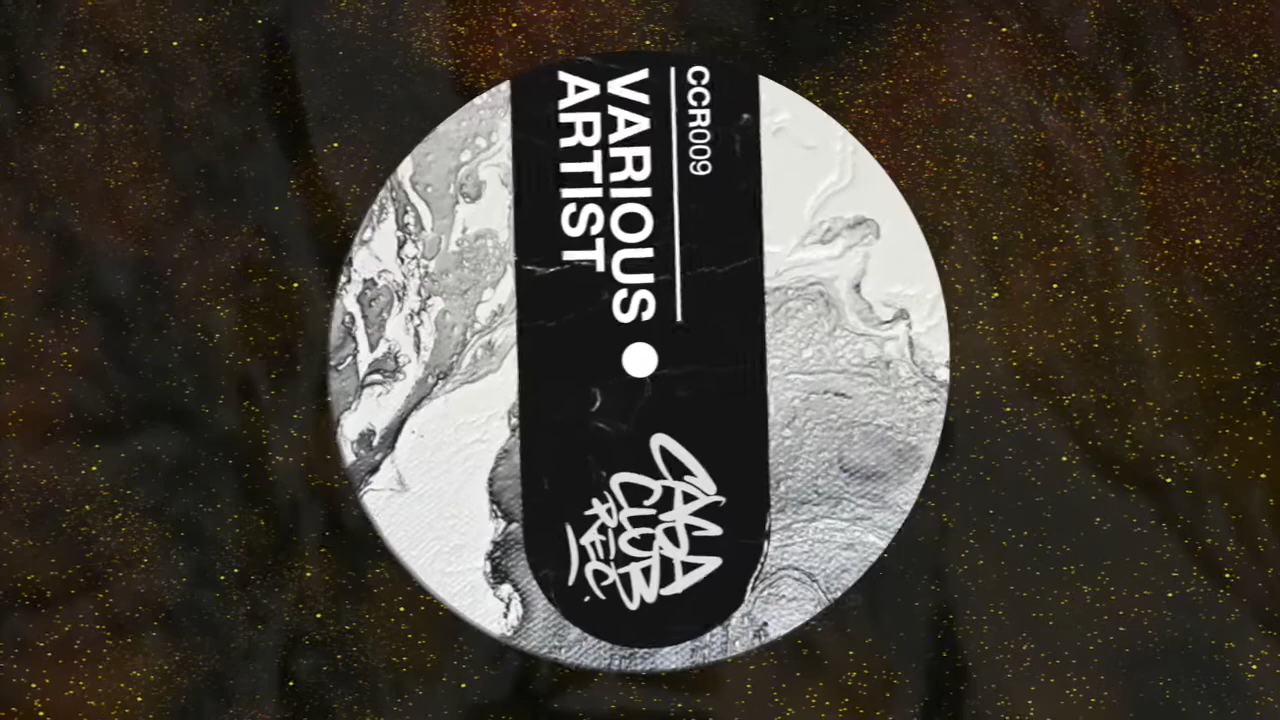 CCR009
VARIOUS
ARTIST
CASA
CLUB
REC.